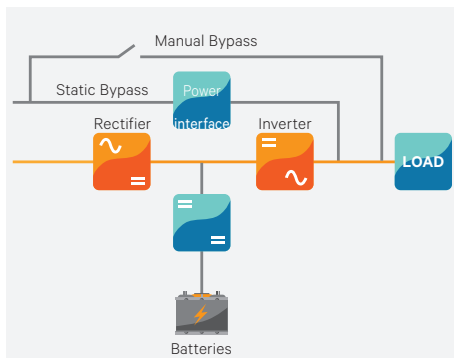 Manual Bypass
Static Bypass
Power
interface
Rectifier
Inverter
LOAD
Batteries